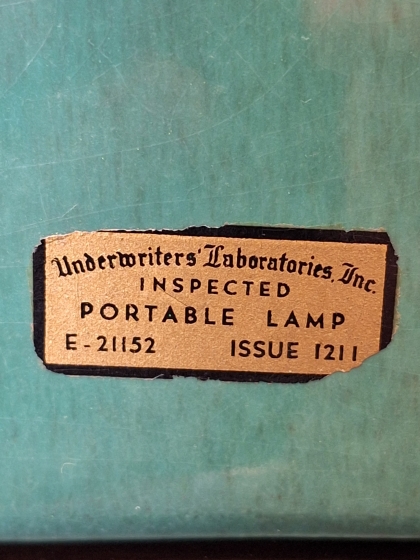 Underwriters' Laboratories, Inc.
INSPECTED
PORTABLE LAMP
E-21152 ISSUE 1211